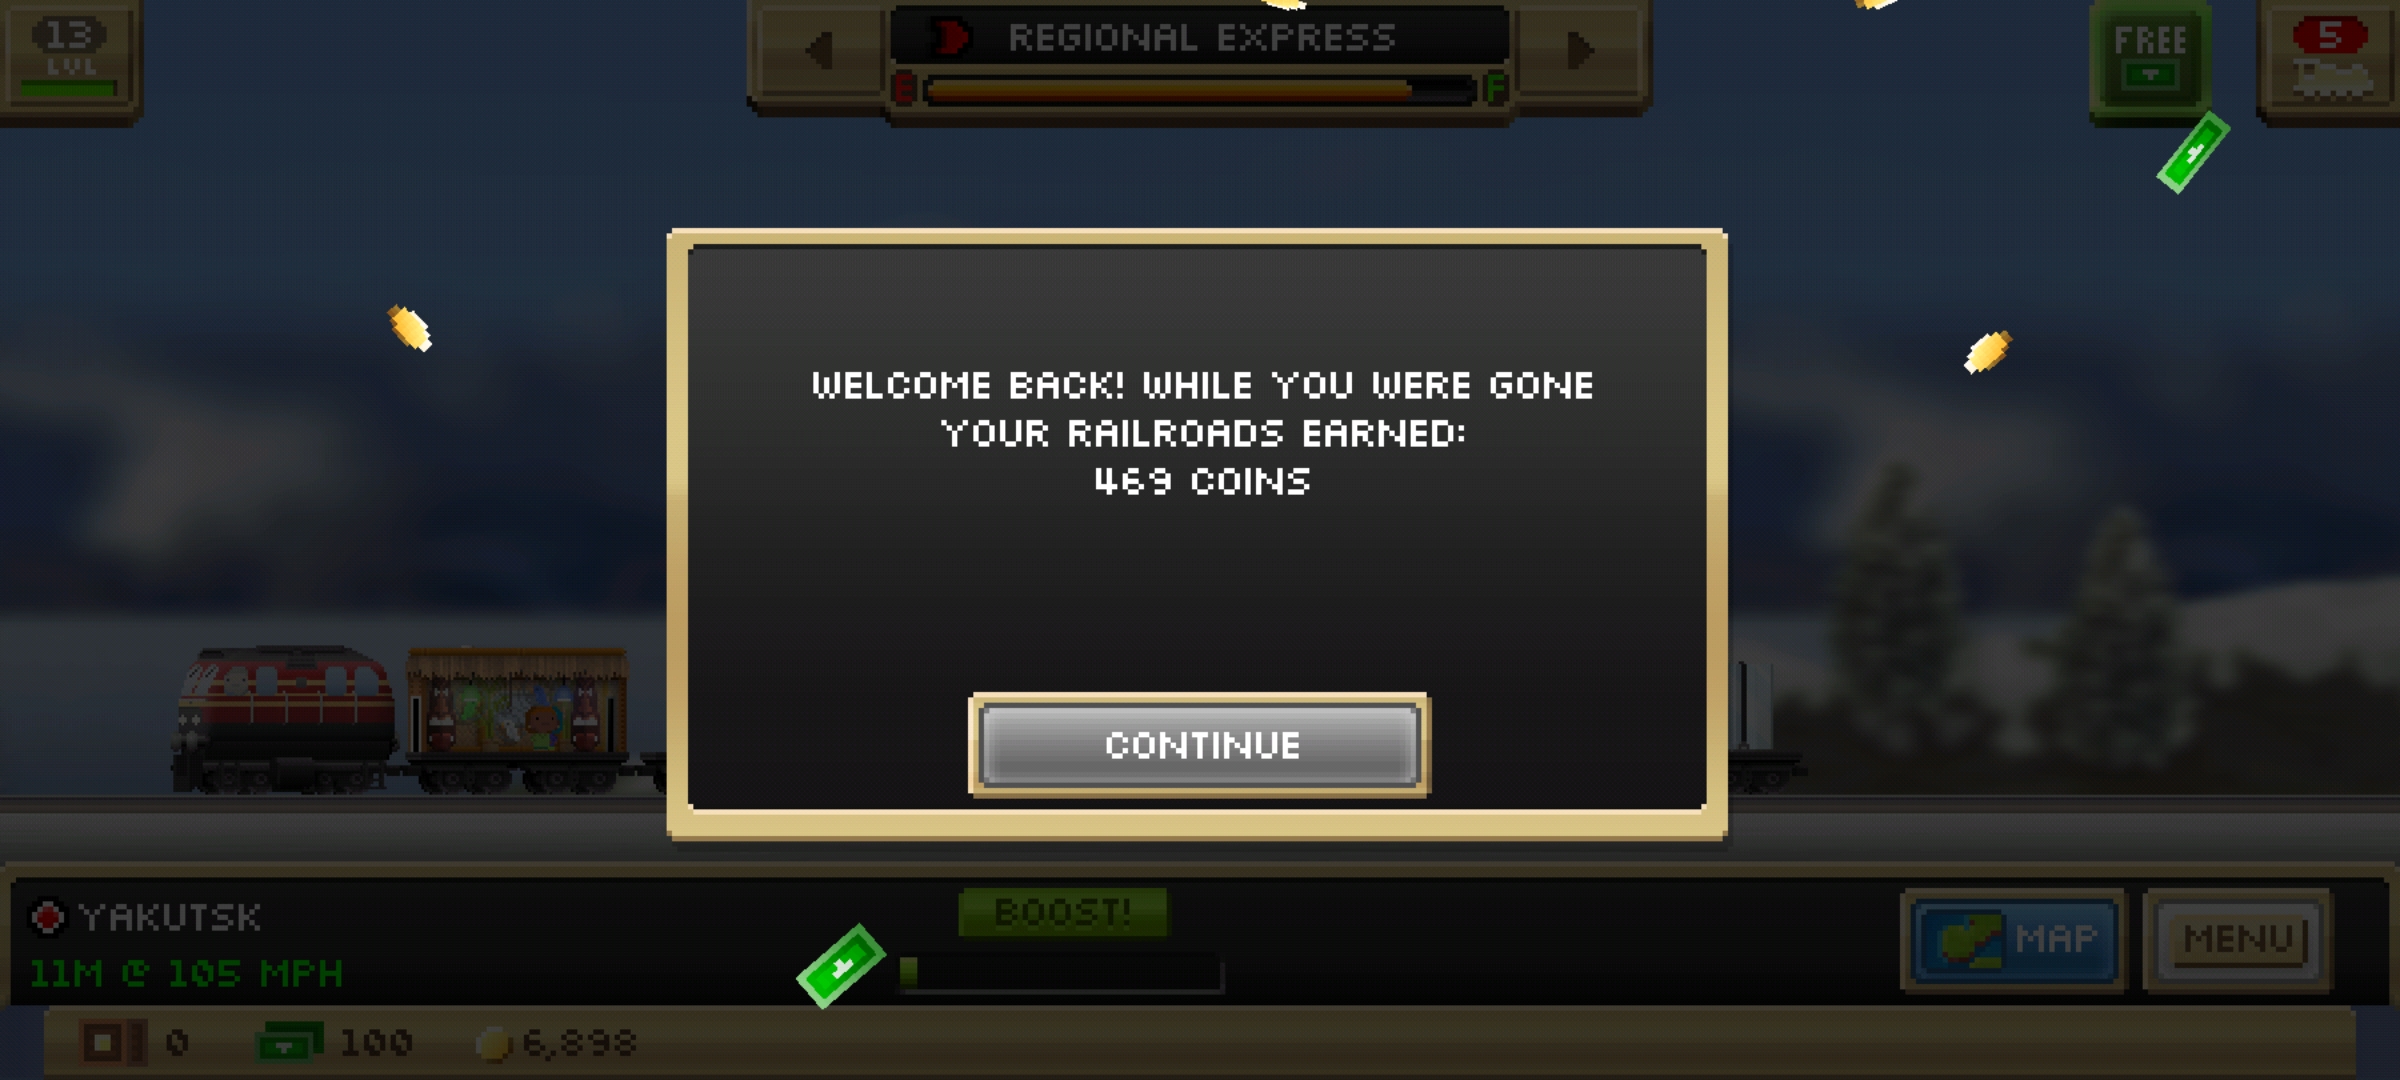 13
LVL
REGIONAL EXPRESS
E F
FREE
5
WELCOME BACK! WHILE YOU WERE GONE
YOUR RAILROADS EARNED:
469 COINS
CONTINUE
YAKUTSK
11M @ 105 MPH
BOOST!
MAP
MENU
0 100 6,898